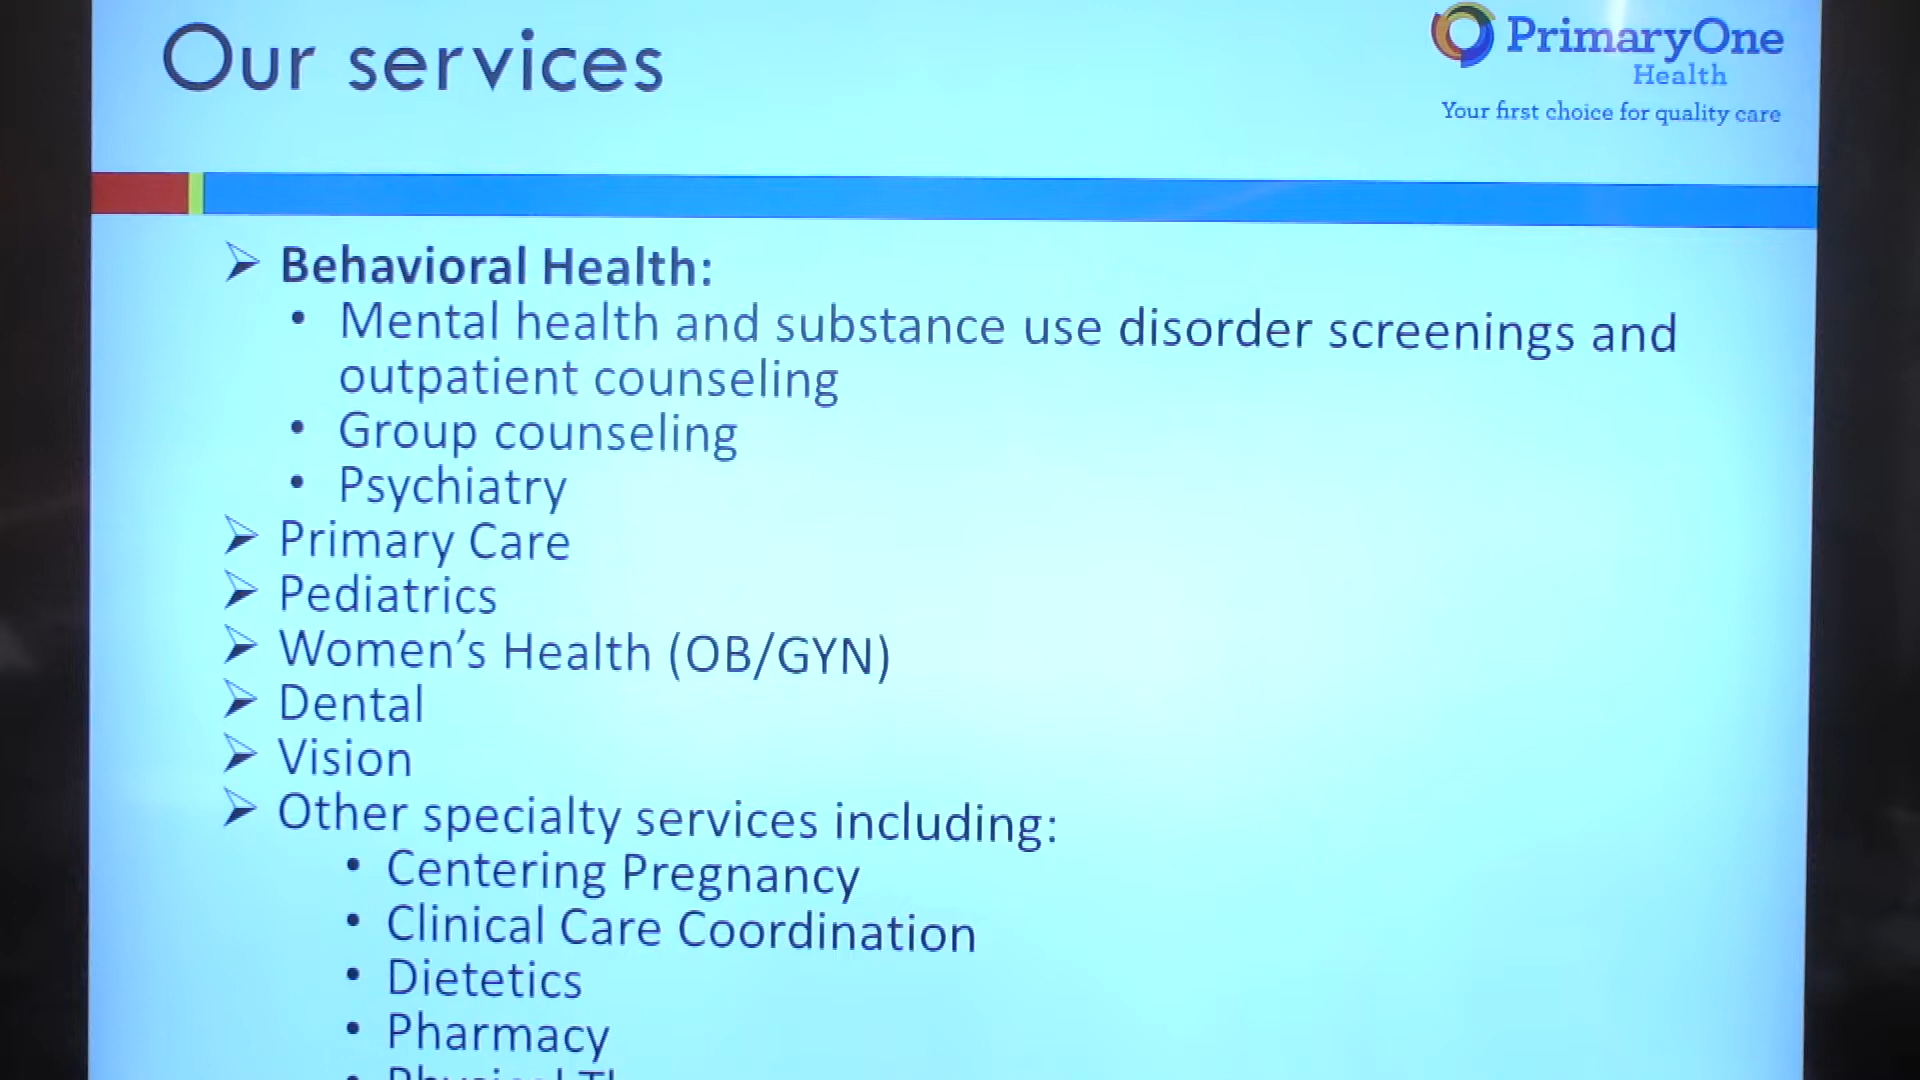 Our services
PrimaryOne
Health
Your first choice for quality care
➢ Behavioral Health:
• Mental health and substance use disorder screenings and
outpatient counseling
• Group counseling
• Psychiatry
➢ Primary Care
➢ Pediatrics
➢ Women’s Health (OB/GYN)
➢ Dental
➢ Vision
➢ Other specialty services including:
• Centering Pregnancy
• Clinical Care Coordination
• Dietetics
• Pharmacy
• Physical